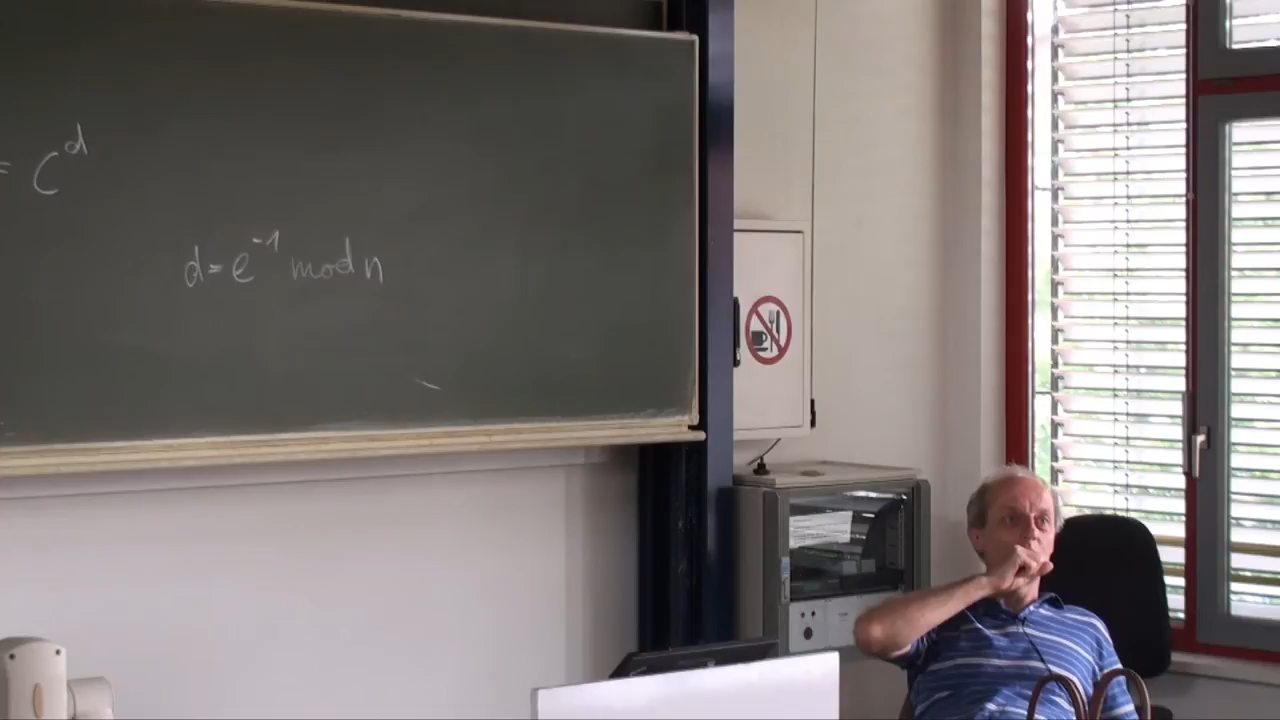 = c^d
d = e^-1 mod n